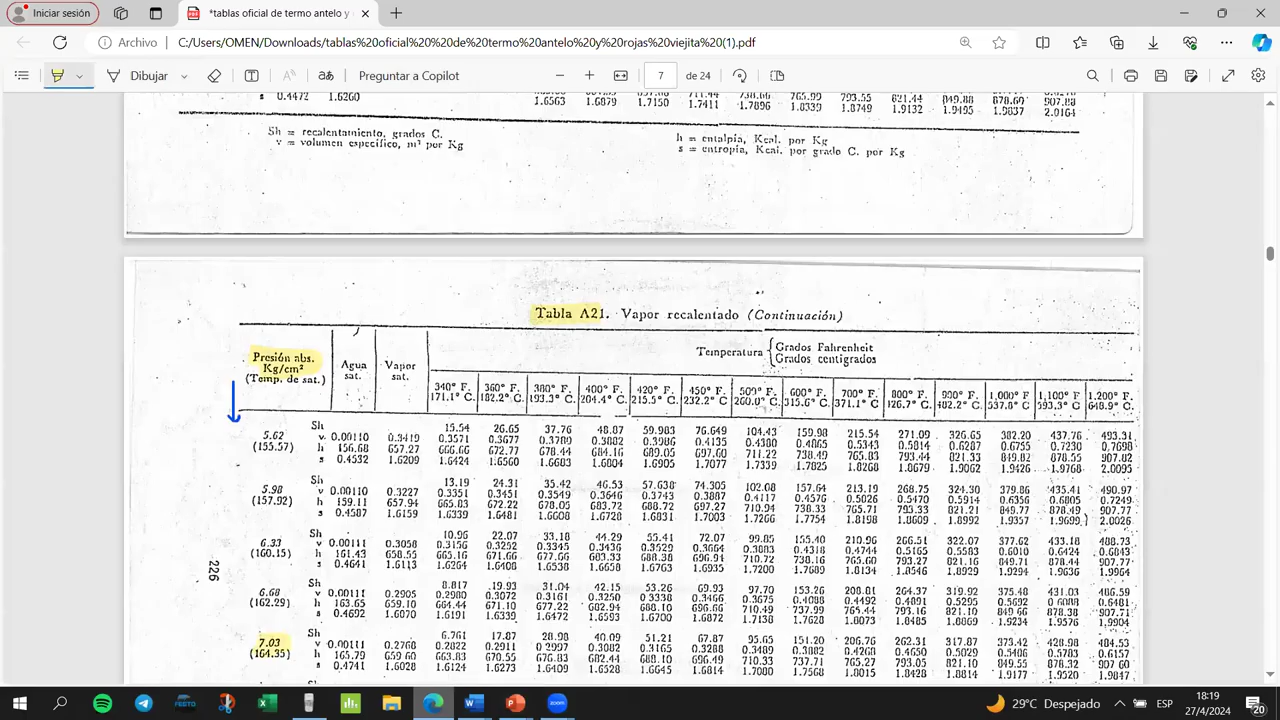 Iniciar sesión
*tablas oficial de termo antelo y
Archivo C:/Users/OMEN/Downloads/tablas%20oficial%20%20de%20termo%20antelo%20y%20rojas%20viejita%20(1).pdf
Dibujar Preguntar a Copilot 7 de 24
s 0.4472 1.6260
1.6563 1.6879 1.7150 1.7411 1.7896 1.8339 1.8749 1.9132 1.9495 1.9837 2.0164
Sh = recalentamiento, grados C.
v = volumen específico, m³ por Kg
h = entalpía, Kcal. por Kg
s = entropía, Kcal. por grado C. por Kg
Tabla A21. Vapor recalentado (Continuación)
Presión abs.
Kg/cm²
(Temp. de sat.)
Agua
sat.
Vapor
sat.
Temperatura { Grados Fahrenheit
Grados centigrados
340° F. 360° F. 380° F. 400° F. 420° F. 450° F. 500° F. 600° F. 700° F. 800° F. 900° F. 1,000° F 1,100° F 1.200° F
171.1° C. 182.2° C. 193.3° C. 204.4° C. 215.5° C. 232.2° C. 260.0° C. 315.6° C. 371.1° C 426.7° C. 482.2° C. 537.8° C 593.3° C 648.9° C.
5.62
(155.57)
Sh 15.54 26.65 37.76 48.87 59.983 76.649 104.43 159.98 215.54 271.09 326.65 382.20 437.76 493.31
v 0.00110 0.3419 0.3571 0.3677 0.3780 0.3882 0.3986 0.4135 0.4380 0.4865 0.5343 0.5814 0.6287 0.6755 0.7230 0.7698
h 156.68 657.27 666.66 672.77 678.44 684.16 689.05 697.60 711.22 738.49 765.83 793.44 821.33 849.82 878.55 907.82
s 0.4532 1.6209 1.6424 1.6560 1.6683 1.6804 1.6905 1.7077 1.7339 1.7825 1.8268 1.8679 1.9062 1.9426 1.9768 2.0095
5.98
(157.92)
Sh 13.19 24.31 35.42 46.53 57.638 74.305 102.08 157.64 213.19 268.75 324.30 379.86 435.41 490.97
v 0.00110 0.3227 0.3351 0.3451 0.3549 0.3646 0.3743 0.3887 0.4117 0.4576 0.5026 0.5470 0.5914 0.6356 0.6805 0.7249
h 159.11 657.94 665.83 672.22 678.05 683.72 688.72 697.27 710.94 738.33 765.71 793.33 821.21 849.77 878.49 907.77
s 0.4587 1.6159 1.6339 1.6481 1.6608 1.6728 1.6831 1.7003 1.7266 1.7754 1.8198 1.8609 1.8992 1.9357 1.9699 2.0026
6.33
(160.15)
Sh 10.96 22.07 33.18 44.29 55.41 72.07 99.85 155.40 210.96 266.51 322.07 377.62 433.18 488.73
v 0.00111 0.3058 0.3156 0.3252 0.3345 0.3436 0.3529 0.3664 0.3883 0.4318 0.4744 0.5165 0.5583 0.6010 0.6424 0.6843
h 161.43 658.55 665.16 671.66 677.66 683.33 688.38 696.94 710.72 738.16 765.60 793.27 821.16 849.71 878.44 907.77
s 0.4641 1.6113 1.6264 1.6408 1.6538 1.6658 1.6763 1.6935 1.7200 1.7689 1.8134 1.8546 1.8929 1.9294 1.9636 1.9964
226
6.68
(162.29)
Sh 8.817 19.93 31.04 42.15 53.26 69.93 97.70 153.26 208.81 264.37 319.92 375.48 431.03 486.59
v 0.00111 0.2905 0.2980 0.3072 0.3161 0.3250 0.3338 0.3466 0.3675 0.4088 0.4492 0.4891 0.5295 0.5692 0.6088 0.6481
h 163.65 659.10 664.44 671.10 677.22 682.94 688.10 696.66 710.49 737.99 765.44 793.16 821.10 849.66 878.38 907.71
s 0.4692 1.6070 1.6191 1.6339 1.6472 1.6593 1.6700 1.6872 1.7138 1.7628 1.8073 1.8485 1.8869 1.9234 1.9576 1.9904
7.03
(164.35)
Sh 6.761 17.87 28.98 40.09 51.21 67.87 95.65 151.20 206.76 262.31 317.87 373.42 428.98 484.53
v 0.00111 0.2768 0.2822 0.2911 0.2997 0.3082 0.3165 0.3288 0.3489 0.3882 0.4268 0.4650 0.5029 0.5406 0.5783 0.6157
h 165.79 659.60 663.83 670.55 676.83 682.44 688.10 696.49 710.33 737.71 765.27 793.05 821.10 849.55 878.32 907.60
s 0.4741 1.6028 1.6124 1.6273 1.6409 1.6528 1.6645 1.6814 1.7080 1.7568 1.8015 1.8428 1.8814 1.9177 1.9520 1.9847
29°C Despejado ESP 18:19
27/4/2024 20
FESTO
zoom